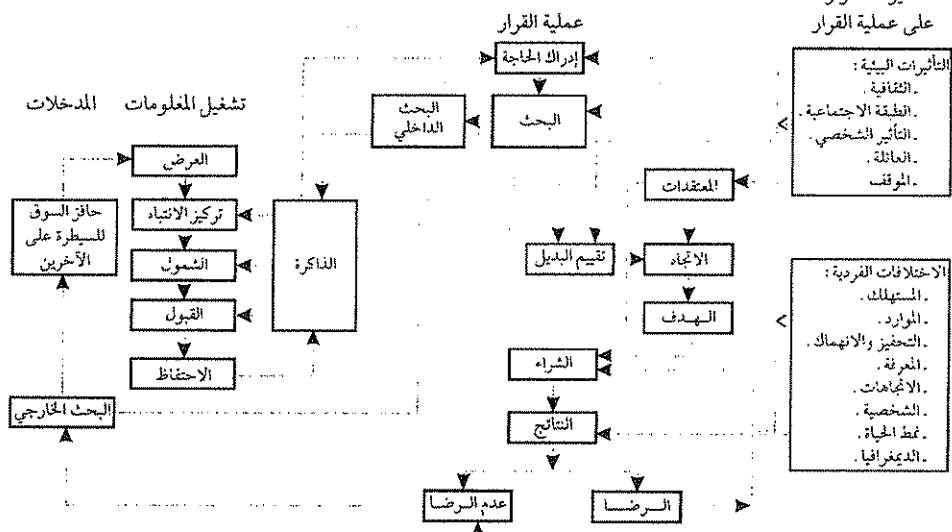 على عملية القرار
عملية القرار
تشغيل المعلومات
المدخلات
التأثيرات البيئية :
.الثقافية
.الطبقة الاجتماعية
.التأثير الشخصي
.العائلة
.الموقف
إدراك الحاجة
البحث
البحث
الداخلي
المعتقدات
الاتجاه
الهدف
تقييم البديل
الشراء
النتائج
الرضا
عدم الرضا
الذاكرة
العرض
تركيز الانتباه
الشمول
القبول
الاحتفاظ
حافز السوق
للسيطرة على
الآخرين
البحث الخارجي
الاختلافات الفردية :
.المستهلك
.الموارد
.التحفيز والانهماك
.المعرفة
.الاتجاهات
.الشخصية
.نمط الحياة
.الديمغرافيا